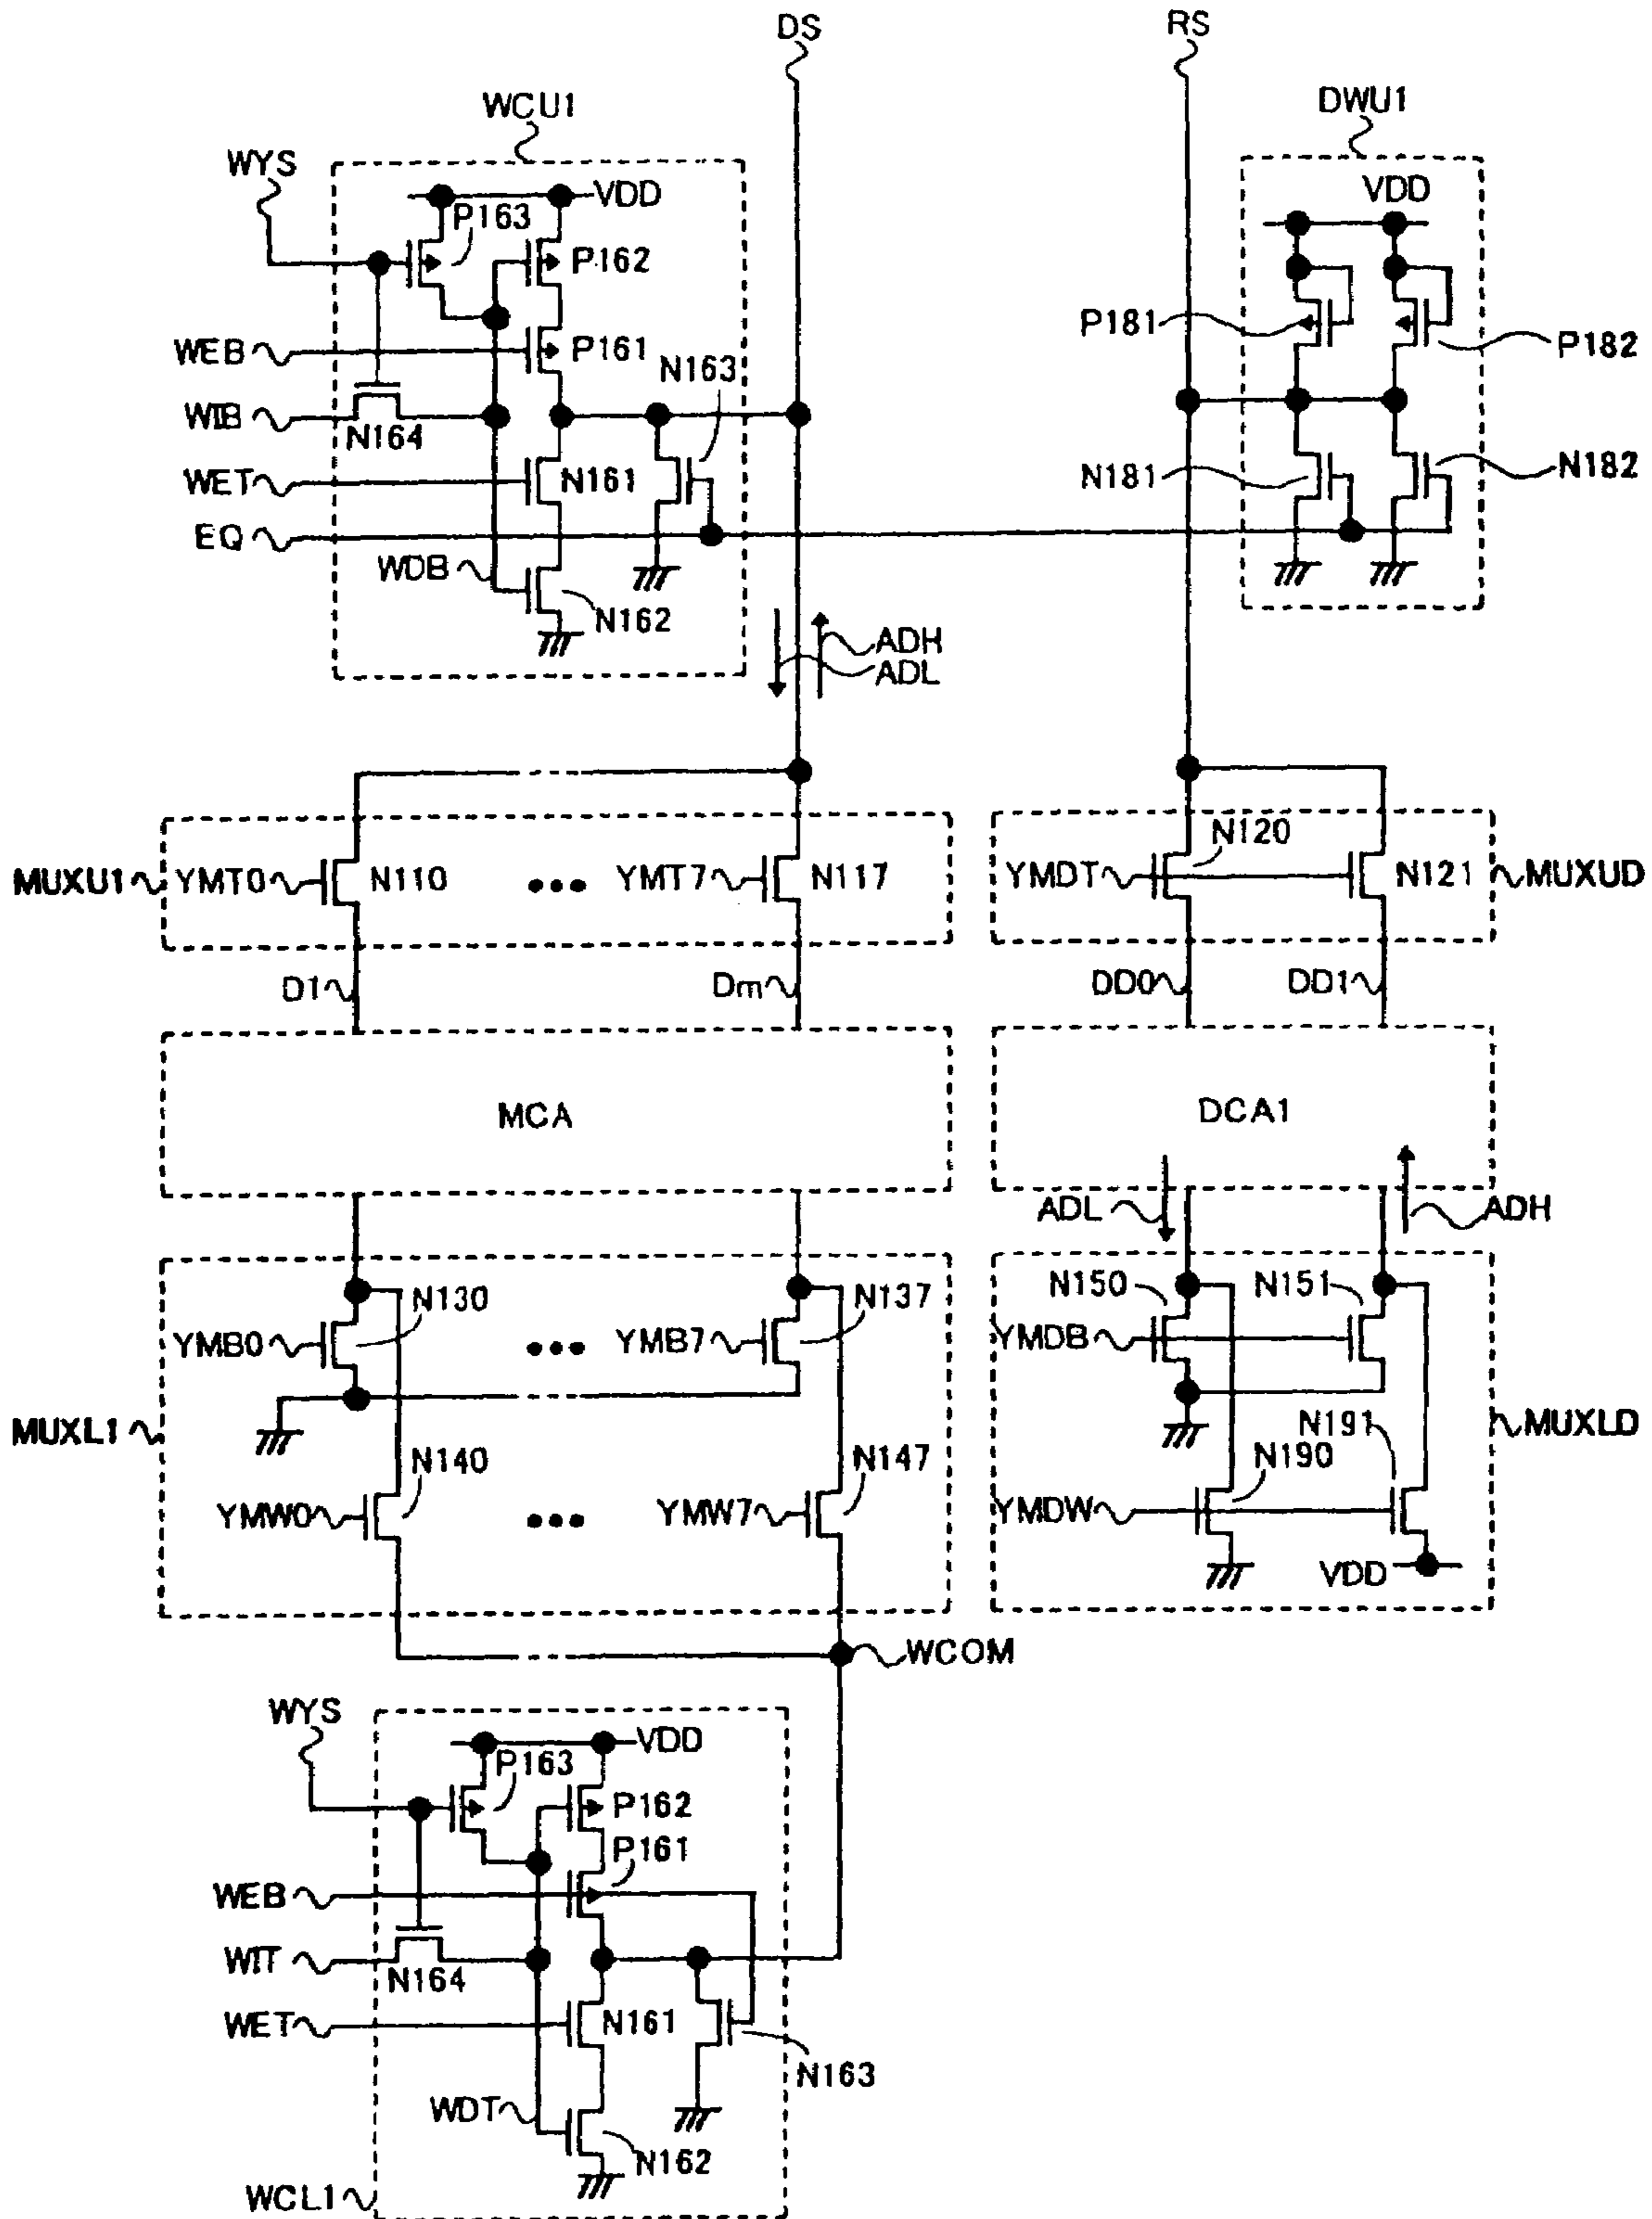 DS
RS
WCU1
DWU1
WYS
VDD
P163
P162
VDD
P181
P182
WEB
P161
N163
WIB
N164
WET
N161
N181
N182
EQ
WDB
N162
ADH
ADL
MUXU1
YMT0
N110
•••
YMT7
N117
YMDT
N120
N121
MUXUD
D1
Dm
DD0
DD1
MCA
DCA1
ADL
ADH
N130
N137
N150
N151
YMB0
•••
YMB7
YMDB
MUXL1
MUXLD
N140
N147
N191
N190
YMW0
•••
YMW7
YMDW
VDD
WCOM
WYS
VDD
P163
P162
P161
WEB
WIT
N164
WET
N161
N163
WDT
N162
WCL1